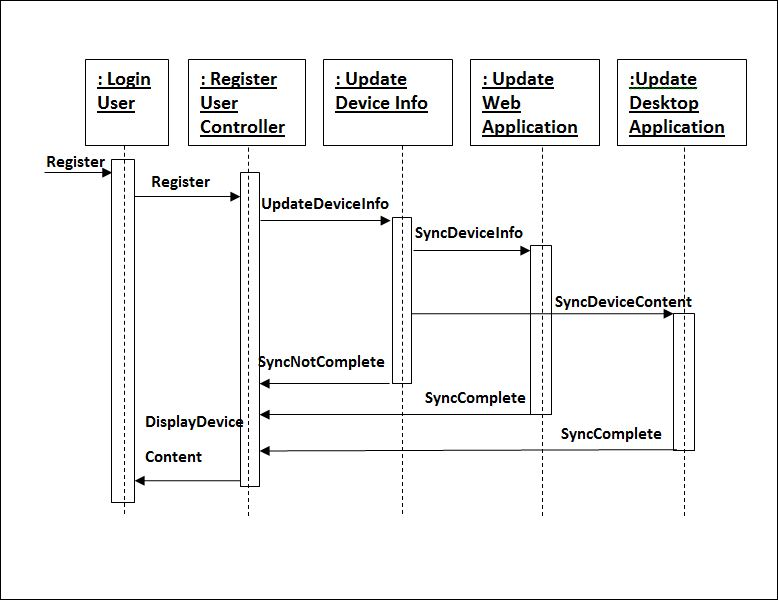 : Login
User
: Register
User
Controller
: Update
Device Info
: Update
Web
Application
:Update
Desktop
Application
Register
Register
UpdateDeviceInfo
SyncDeviceInfo
SyncDeviceContent
SyncNotComplete
SyncComplete
DisplayDevice
SyncComplete
Content